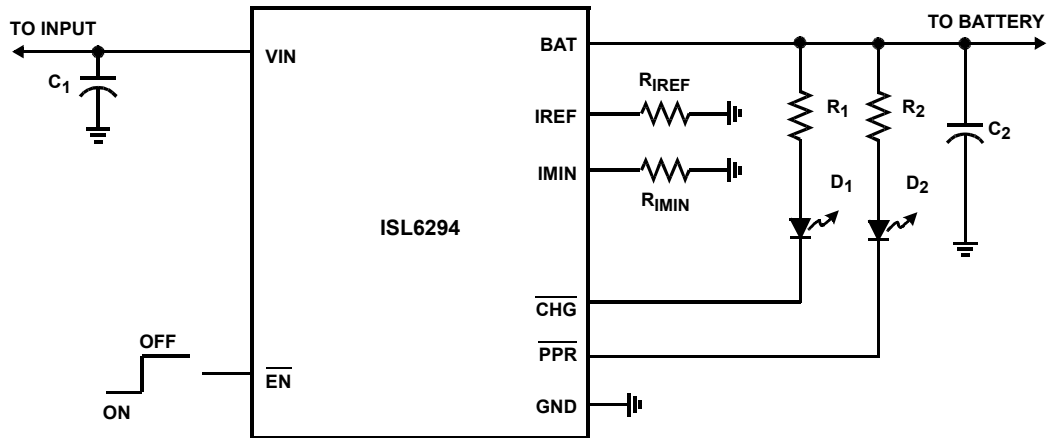 TO INPUT
TO BATTERY
VIN
BAT
C1
RIREF
IREF
R1
R2
C2
IMIN
RIMIN
D1
D2
ISL6294
CHG
PPR
OFF
EN
ON
GND